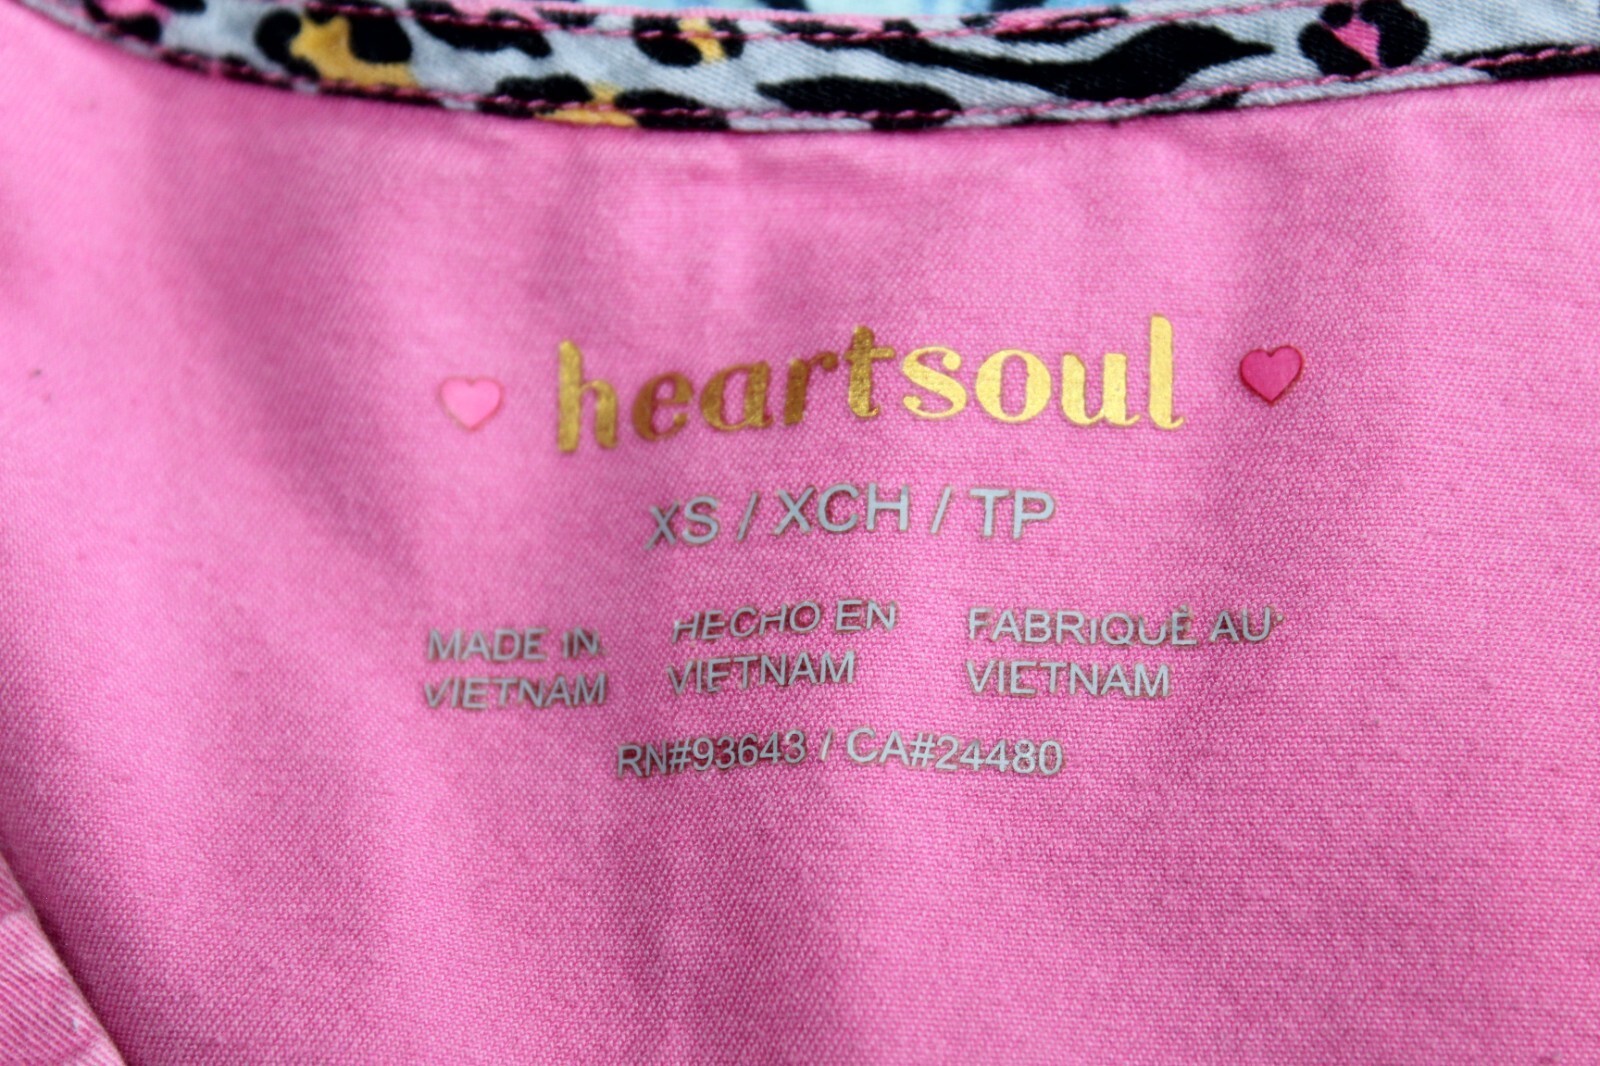 heartsoul
XS / XCH / TP
MADE IN
VIETNAM
HECHO EN
VIETNAM
FABRIQUÉ AU
VIETNAM
RN#93643 / CA#24480